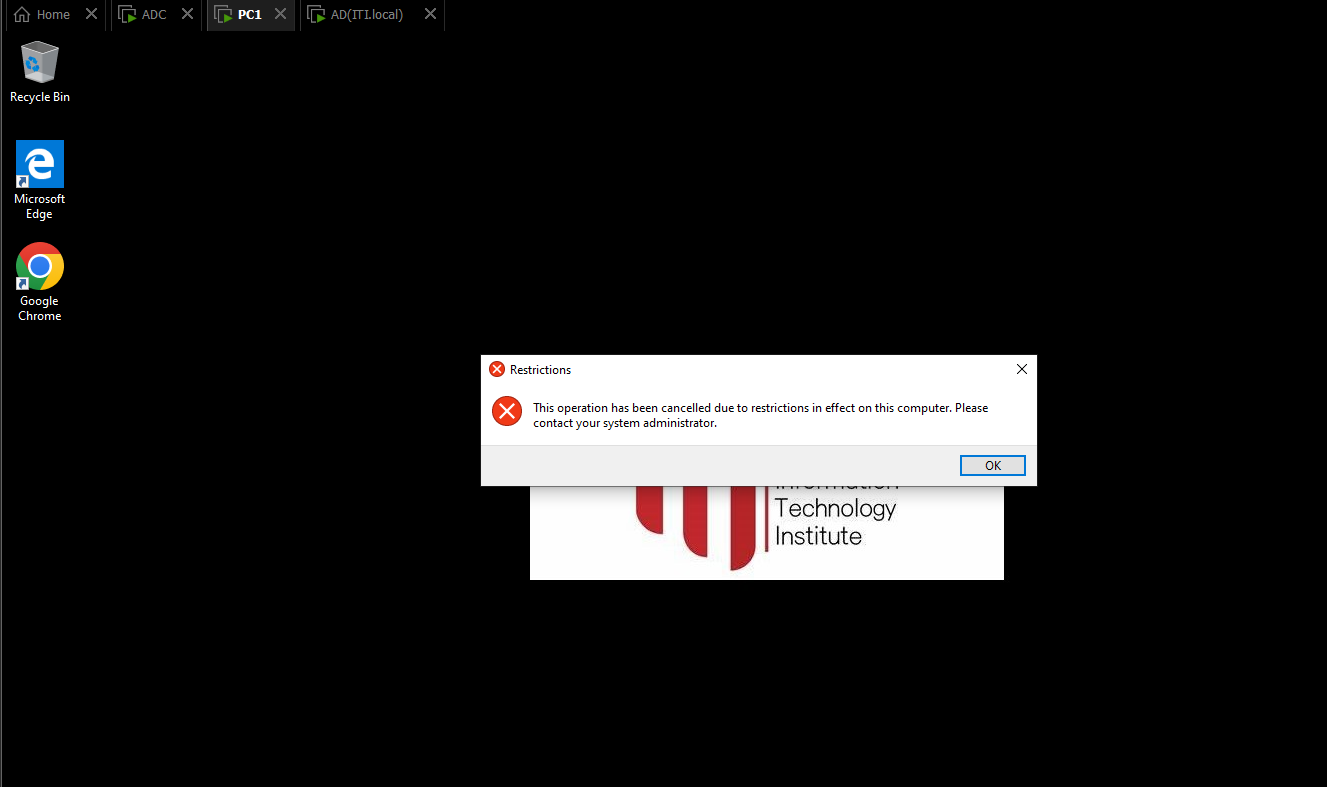 Home
ADC
PC1
AD(ITI.local)
Recycle Bin
Microsoft
Edge
Google
Chrome
Restrictions
This operation has been cancelled due to restrictions in effect on this computer. Please
contact your system administrator.
OK
Information
Technology
Institute